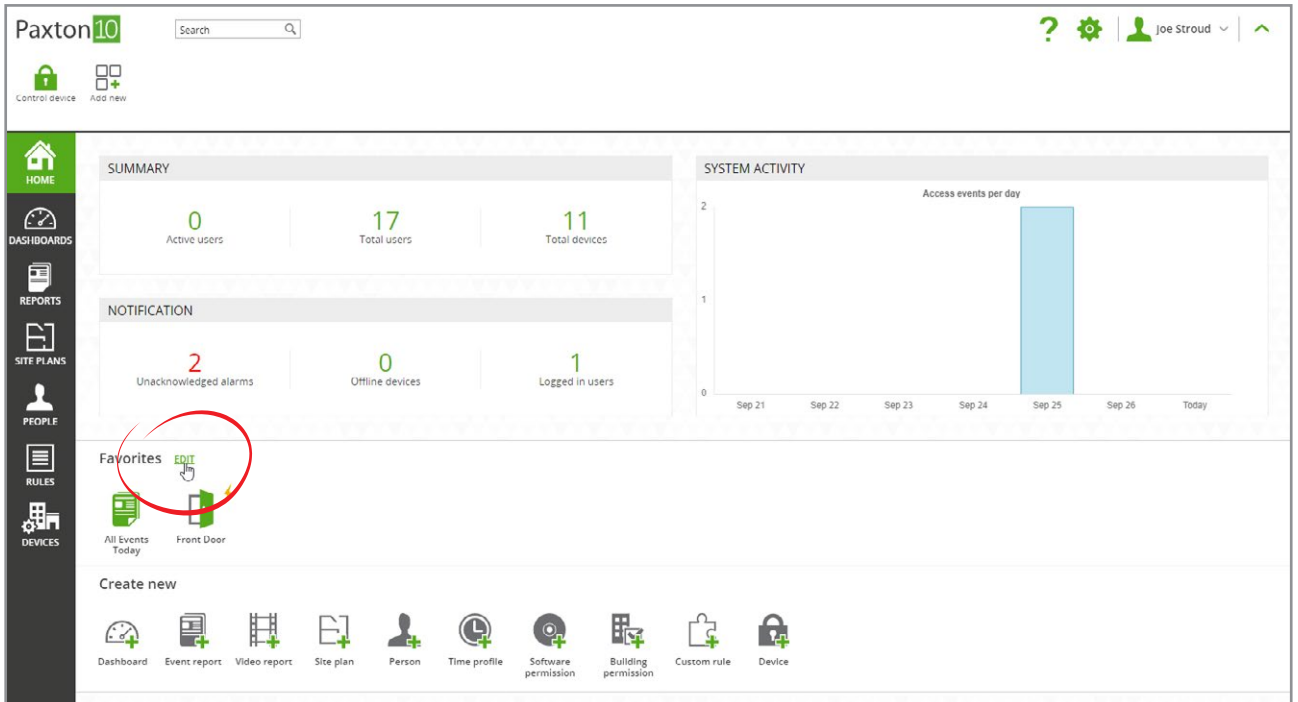 Paxton 10
Search
Joe Stroud
Control device
Add new
HOME
DASHBOARDS
REPORTS
SITE PLANS
PEOPLE
RULES
DEVICES
SUMMARY
0
Active users
17
Total users
11
Total devices
NOTIFICATION
2
Unacknowledged alarms
0
Offline devices
1
Logged in users
SYSTEM ACTIVITY
Access events per day
2
1
0
Sep 21 Sep 22 Sep 23 Sep 24 Sep 25 Sep 26 Today
Favorites EDIT
All Events
Today
Front Door
Create new
Dashboard
Event report
Video report
Site plan
Person
Time profile
Software
permission
Building
permission
Custom rule
Device